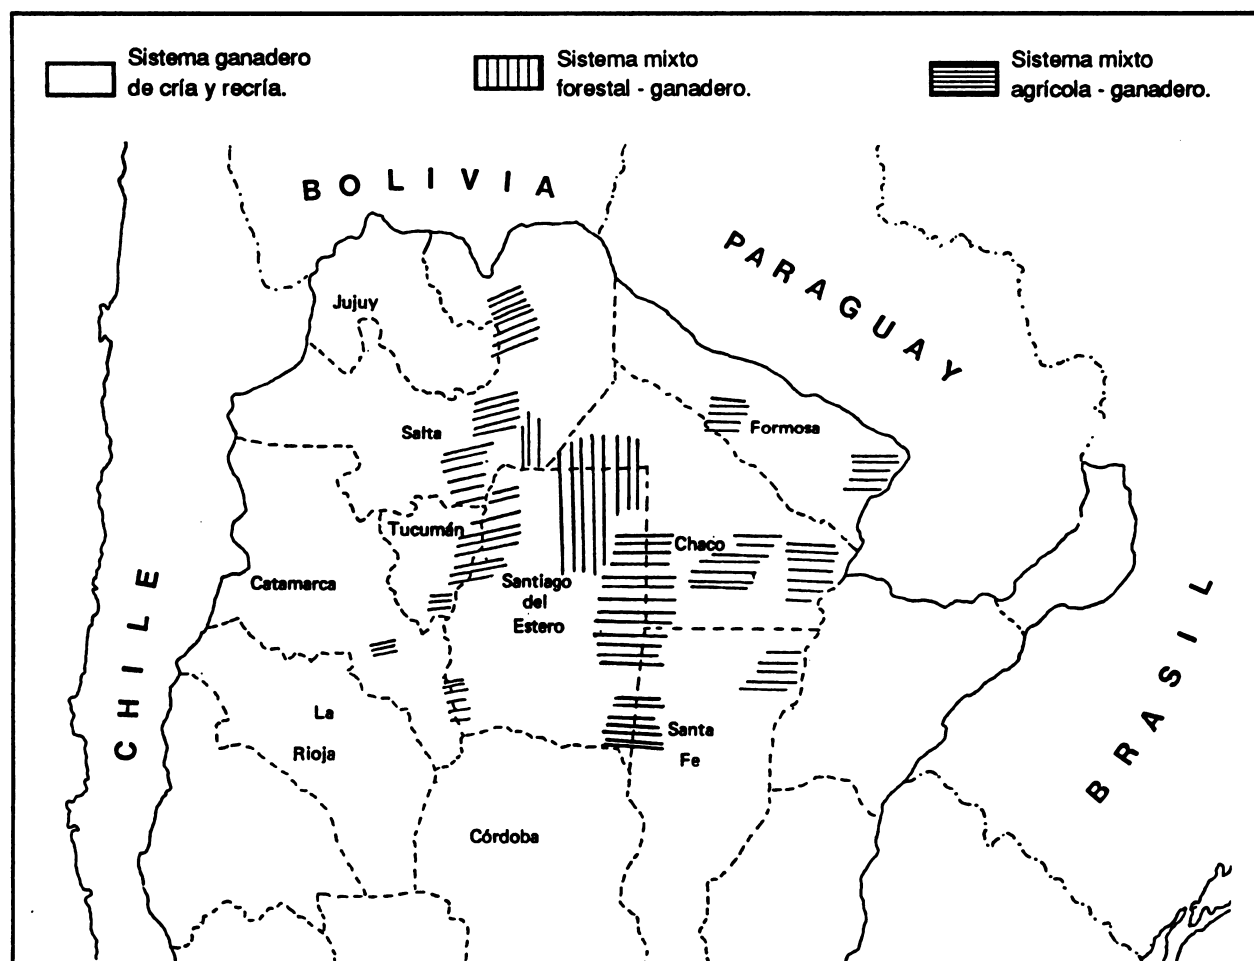 Sistema ganadero
de cría y recría.
Sistema mixto
forestal - ganadero.
Sistema mixto
agrícola - ganadero.
BOLIVIA
PARAGUAY
Jujuy
Salta
Formosa
Tucumán
Chaco
Catamarca
Santiago
del
Estero
CHILE
BRASIL
La
Rioja
Santa
Fe
Córdoba